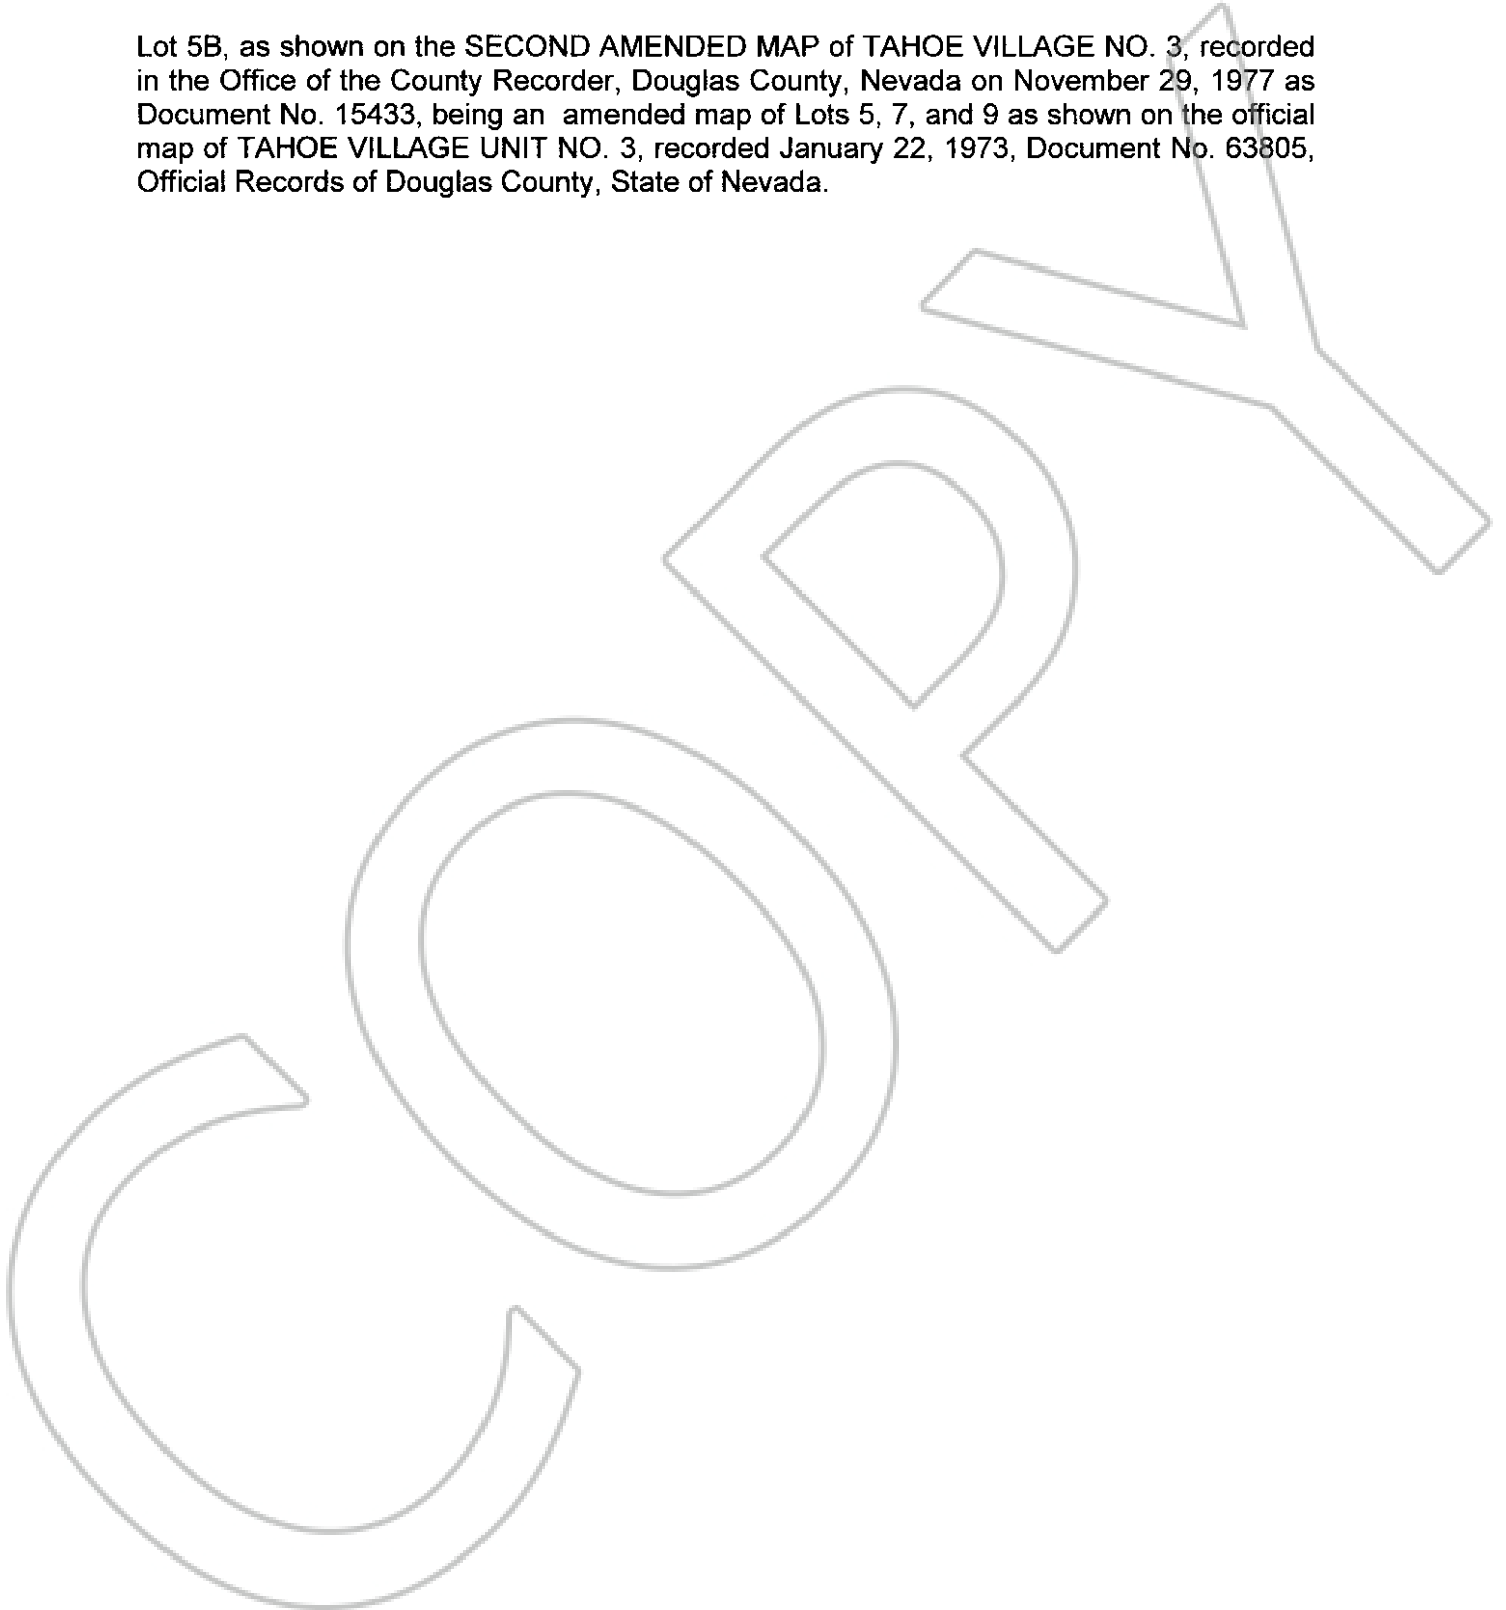 Lot 5B, as shown on the SECOND AMENDED MAP of TAHOE VILLAGE NO. 3, recorded
in the Office of the County Recorder, Douglas County, Nevada on November 29, 1977 as
Document No. 15433, being an amended map of Lots 5, 7, and 9 as shown on the official
map of TAHOE VILLAGE UNIT NO. 3, recorded January 22, 1973, Document No. 63805,
Official Records of Douglas County, State of Nevada.
COPY